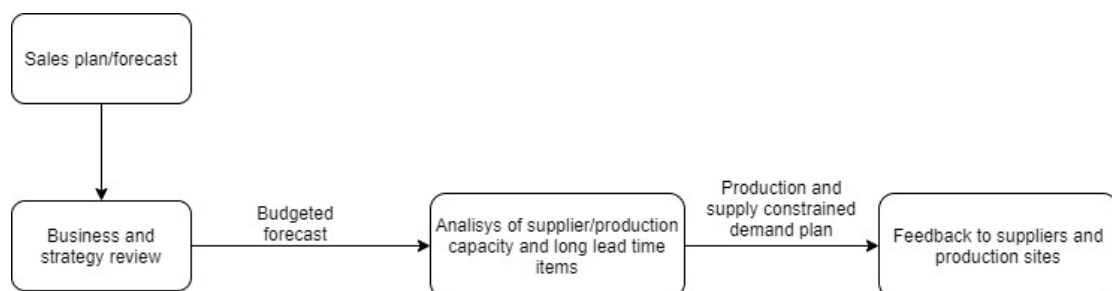 Sales plan/forecast
Business and
strategy review
Budgeted
forecast
Analisys of supplier/production
capacity and long lead time
items
Production and
supply constrained
demand plan
Feedback to suppliers and
production sites